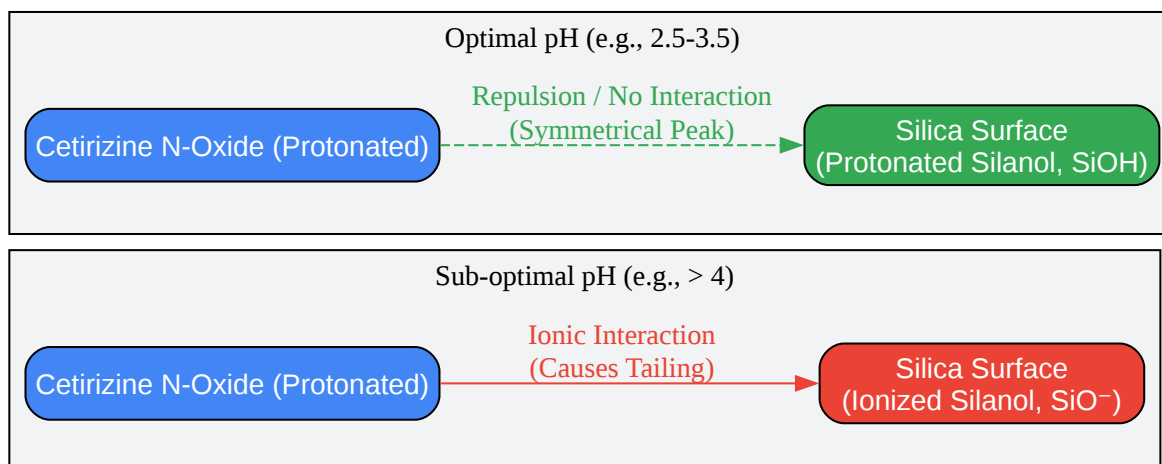 Optimal pH (e.g., 2.5-3.5)
Repulsion / No Interaction
(Symmetrical Peak)
Cetirizine N-Oxide (Protonated)
Silica Surface
(Protonated Silanol, SiOH)
Sub-optimal pH (e.g., > 4)
Ionic Interaction
(Causes Tailing)
Cetirizine N-Oxide (Protonated)
Silica Surface
(Ionized Silanol, SiO⁻)